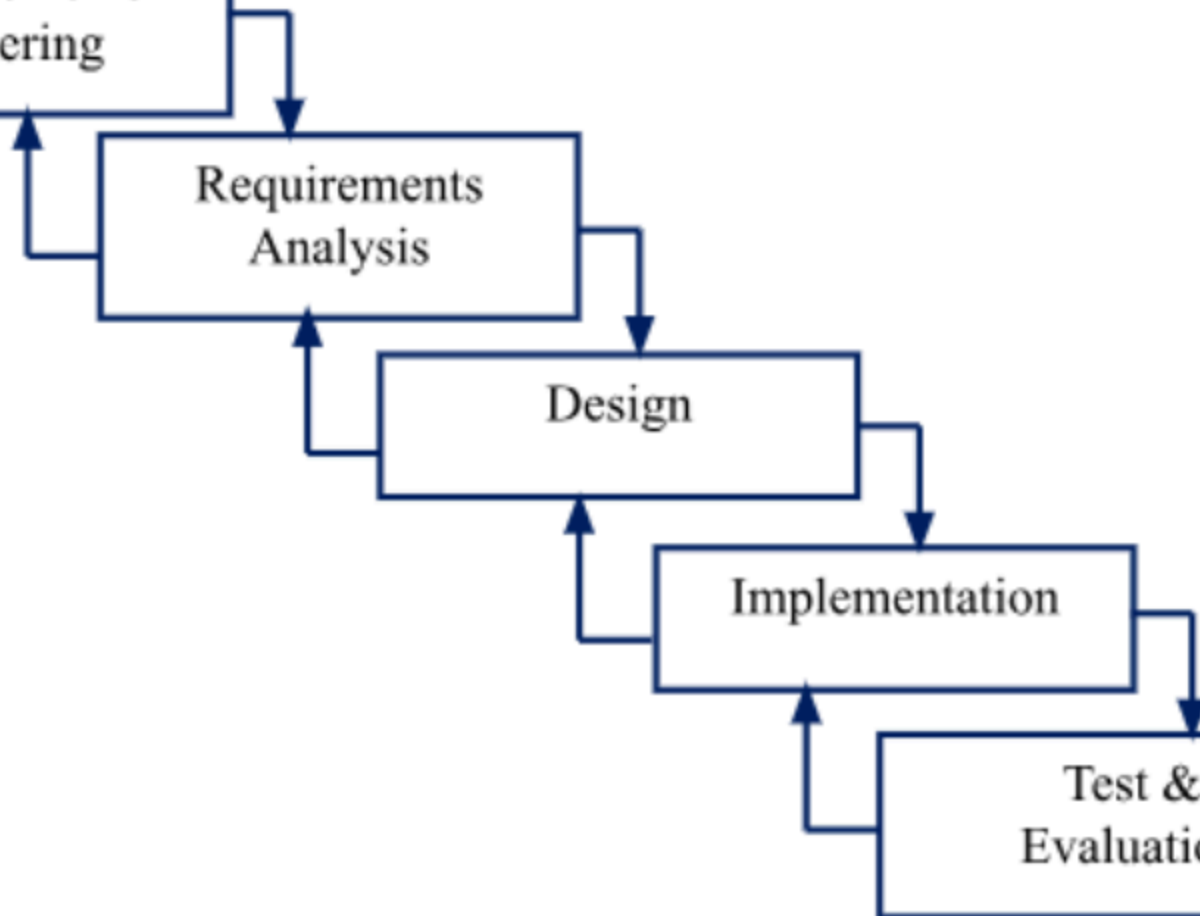 ering
Requirements
Analysis
Design
Implementation
Test &
Evaluatio